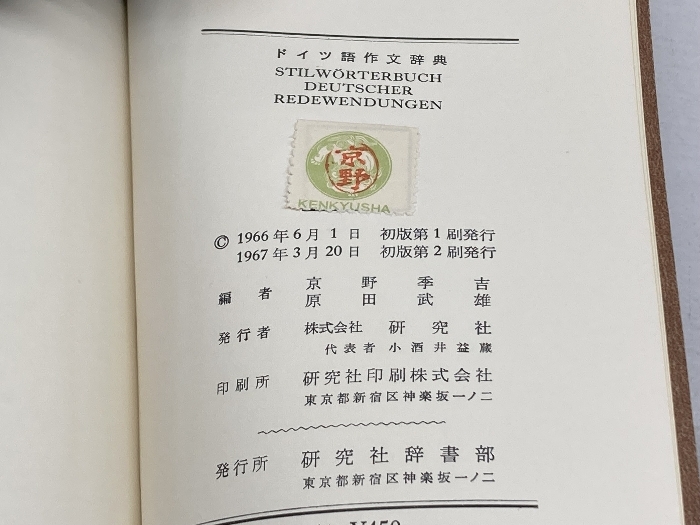 ドイツ語作文辞典
STILWÖRTERBUCH
DEUTSCHER
REDEWENDUNGEN
京野
KENKYUSHA
© 1966年6月1日 初版第1刷発行
1967年3月20日 初版第2刷発行
編者 京野季吉
原田武雄
発行者 株式会社 研究社
代表者 小酒井益蔵
印刷所 研究社印刷株式会社
東京都新宿区神楽坂一ノ二
発行所 研究社辞書部
東京都新宿区神楽坂一ノ二
¥450